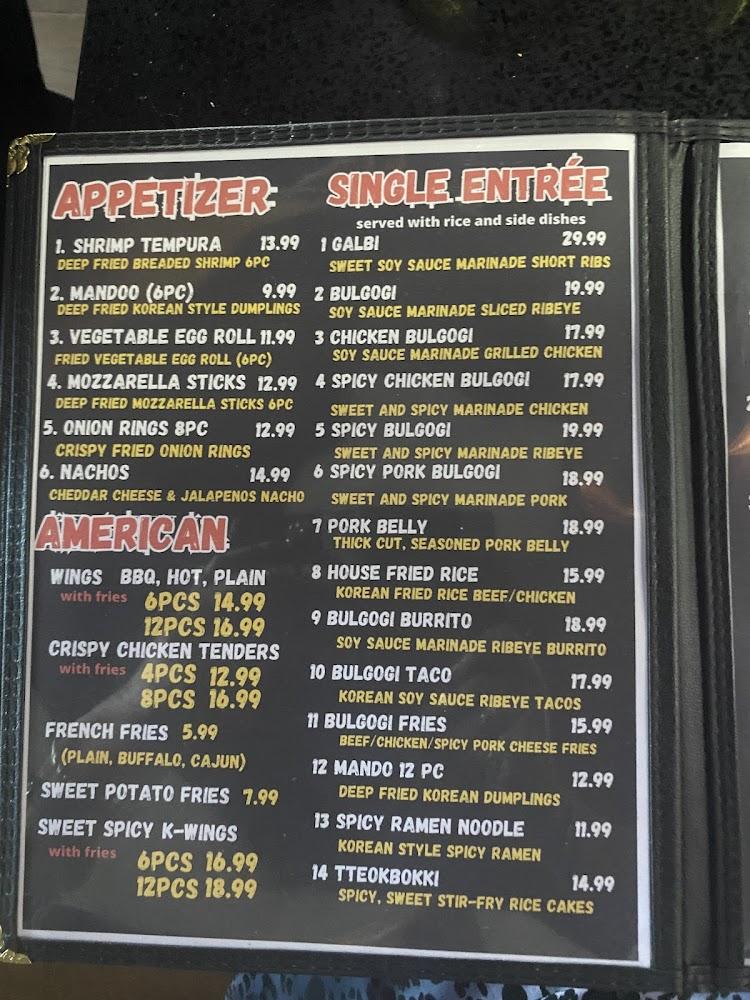 APPETIZER
1. SHRIMP TEMPURA 13.99
DEEP FRIED BREADED SHRIMP 6PC
2. MANDOO (6PC) 9.99
DEEP FRIED KOREAN STYLE DUMPLINGS
3. VEGETABLE EGG ROLL 11.99
FRIED VEGETABLE EGG ROLL (6PC)
4. MOZZARELLA STICKS 12.99
DEEP FRIED MOZZARELLA STICKS 6PC
5. ONION RINGS 8PC 12.99
CRISPY FRIED ONION RINGS
6. NACHOS 14.99
CHEDDAR CHEESE & JALAPENOS NACHO
AMERICAN
WINGS BBQ, HOT, PLAIN
with fries 6PCS 14.99
12PCS 16.99
CRISPY CHICKEN TENDERS
with fries 4PCS 12.99
8PCS 16.99
FRENCH FRIES 5.99
(PLAIN, BUFFALO, CAJUN)
SWEET POTATO FRIES 7.99
SWEET SPICY K-WINGS
with fries 6PCS 16.99
12PCS 18.99
SINGLE ENTRÉE
served with rice and side dishes
1 GALBI 29.99
SWEET SOY SAUCE MARINADE SHORT RIBS
2 BULGOGI 19.99
SOY SAUCE MARINADE SLICED RIBEYE
3 CHICKEN BULGOGI 17.99
SOY SAUCE MARINADE GRILLED CHICKEN
4 SPICY CHICKEN BULGOGI 17.99
SWEET AND SPICY MARINADE CHICKEN
5 SPICY BULGOGI 19.99
SWEET AND SPICY MARINADE RIBEYE
6 SPICY PORK BULGOGI 18.99
SWEET AND SPICY MARINADE PORK
7 PORK BELLY 18.99
THICK CUT, SEASONED PORK BELLY
8 HOUSE FRIED RICE 15.99
KOREAN FRIED RICE BEEF/CHICKEN
9 BULGOGI BURRITO 18.99
SOY SAUCE MARINADE RIBEYE BURRITO
10 BULGOGI TACO 17.99
KOREAN SOY SAUCE RIBEYE TACOS
11 BULGOGI FRIES 15.99
BEEF/CHICKEN/SPICY PORK CHEESE FRIES
12 MANDO 12 PC 12.99
DEEP FRIED KOREAN DUMPLINGS
13 SPICY RAMEN NOODLE 11.99
KOREAN STYLE SPICY RAMEN
14 TTEOKBOKKI 14.99
SPICY, SWEET STIR-FRY RICE CAKES